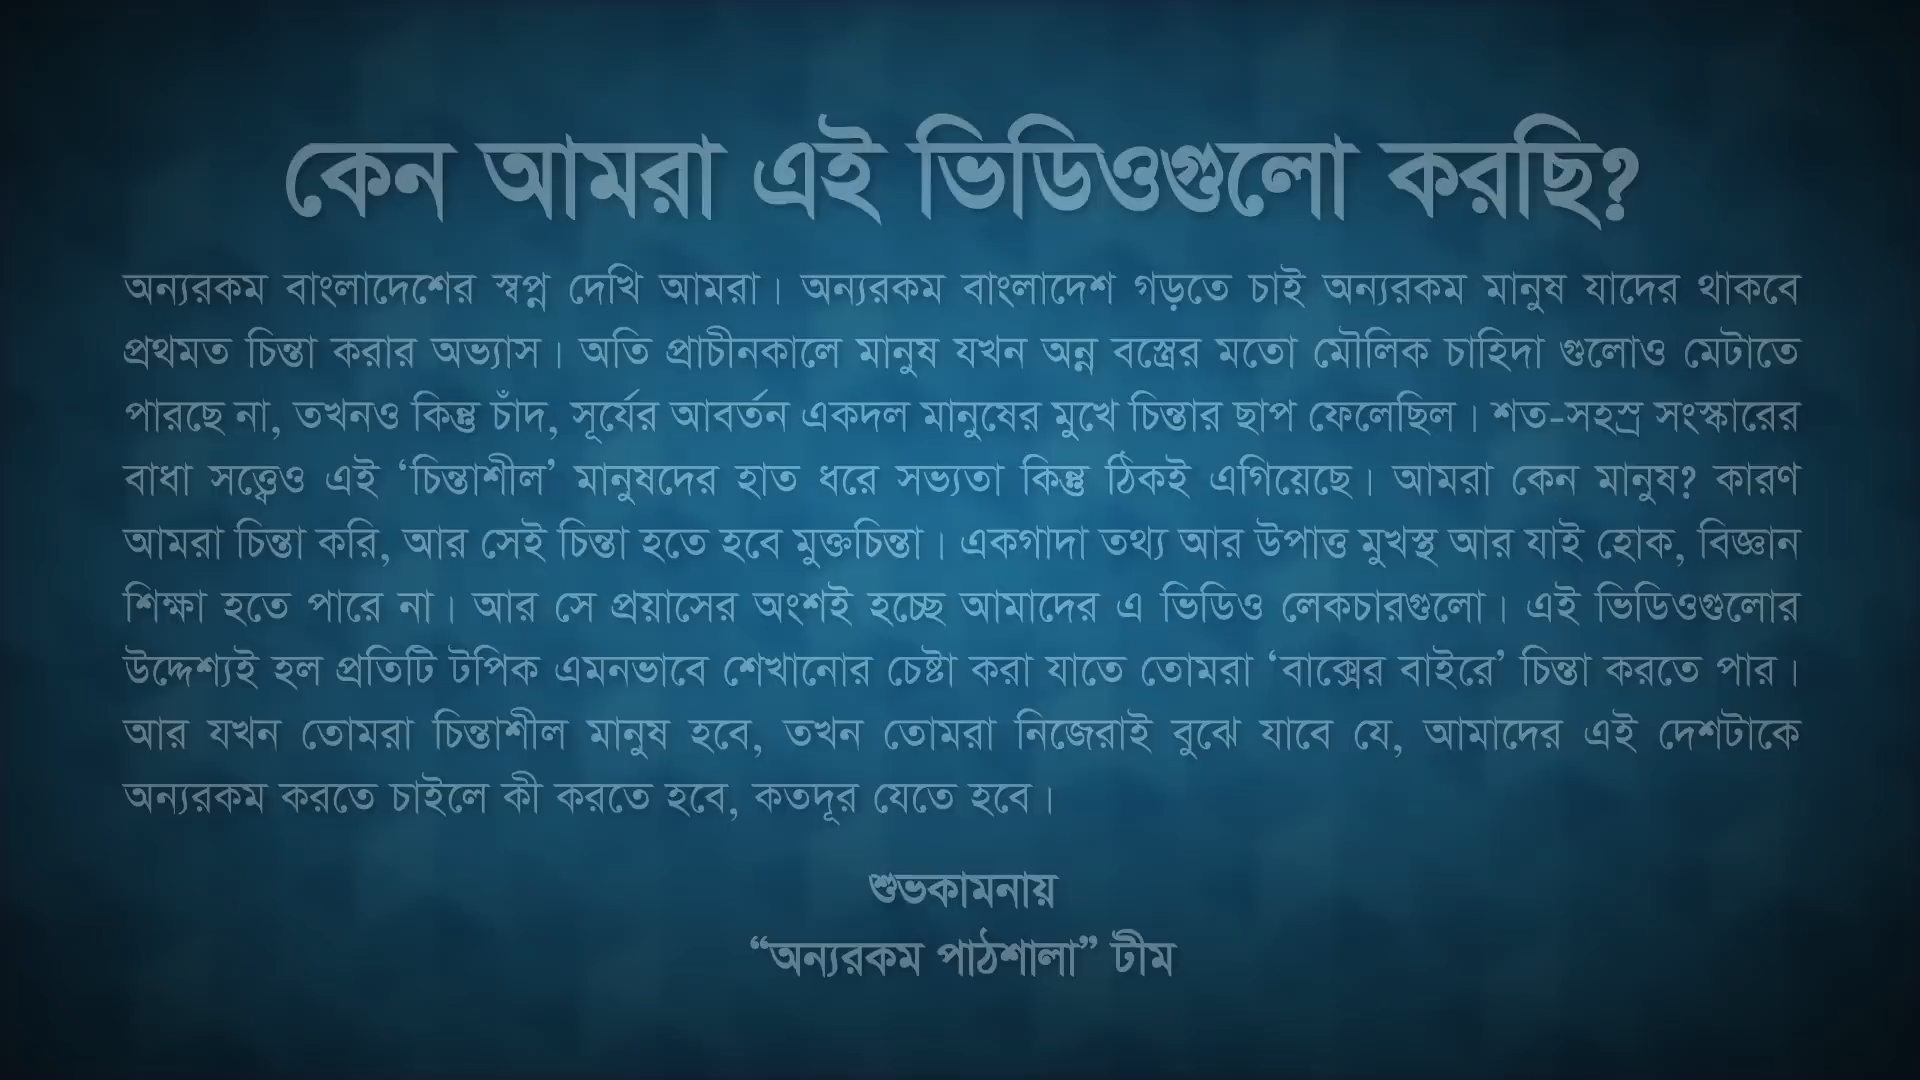 কেন আমরা এই ভিডিওগুলো করছি?
অন্যরকম বাংলাদেশের স্বপ্ন দেখি আমরা। অন্যরকম বাংলাদেশ গড়তে চাই অন্যরকম মানুষ যাদের থাকবে
প্রথমত চিন্তা করার অভ্যাস। অতি প্রাচীনকালে মানুষ যখন অন্ন বস্ত্রের মতো মৌলিক চাহিদা গুলোও মেটাতে
পারছে না, তখনও কিন্তু চাঁদ, সূর্যের আবর্তন একদল মানুষের মুখে চিন্তার ছাপ ফেলেছিল। শত-সহস্র সংস্কারের
বাধা সত্ত্বেও এই ‘চিন্তাশীল’ মানুষদের হাত ধরে সভ্যতা কিন্তু ঠিকই এগিয়েছে। আমরা কেন মানুষ? কারণ
আমরা চিন্তা করি, আর সেই চিন্তা হতে হবে মুক্তচিন্তা। একগাদা তথ্য আর উপাত্ত মুখস্থ আর যাই হোক, বিজ্ঞান
শিক্ষা হতে পারে না। আর সে প্রয়াসের অংশই হচ্ছে আমাদের এ ভিডিও লেকচারগুলো। এই ভিডিওগুলোর
উদ্দেশ্যই হল প্রতিটি টপিক এমনভাবে শেখানোর চেষ্টা করা যাতে তোমরা ‘বাক্সের বাইরে’ চিন্তা করতে পার।
আর যখন তোমরা চিন্তাশীল মানুষ হবে, তখন তোমরা নিজেরাই বুঝে যাবে যে, আমাদের এই দেশটাকে
অন্যরকম করতে চাইলে কী করতে হবে, কতদূর যেতে হবে।
শুভকামনায়
“অন্যরকম পাঠশালা” টীম